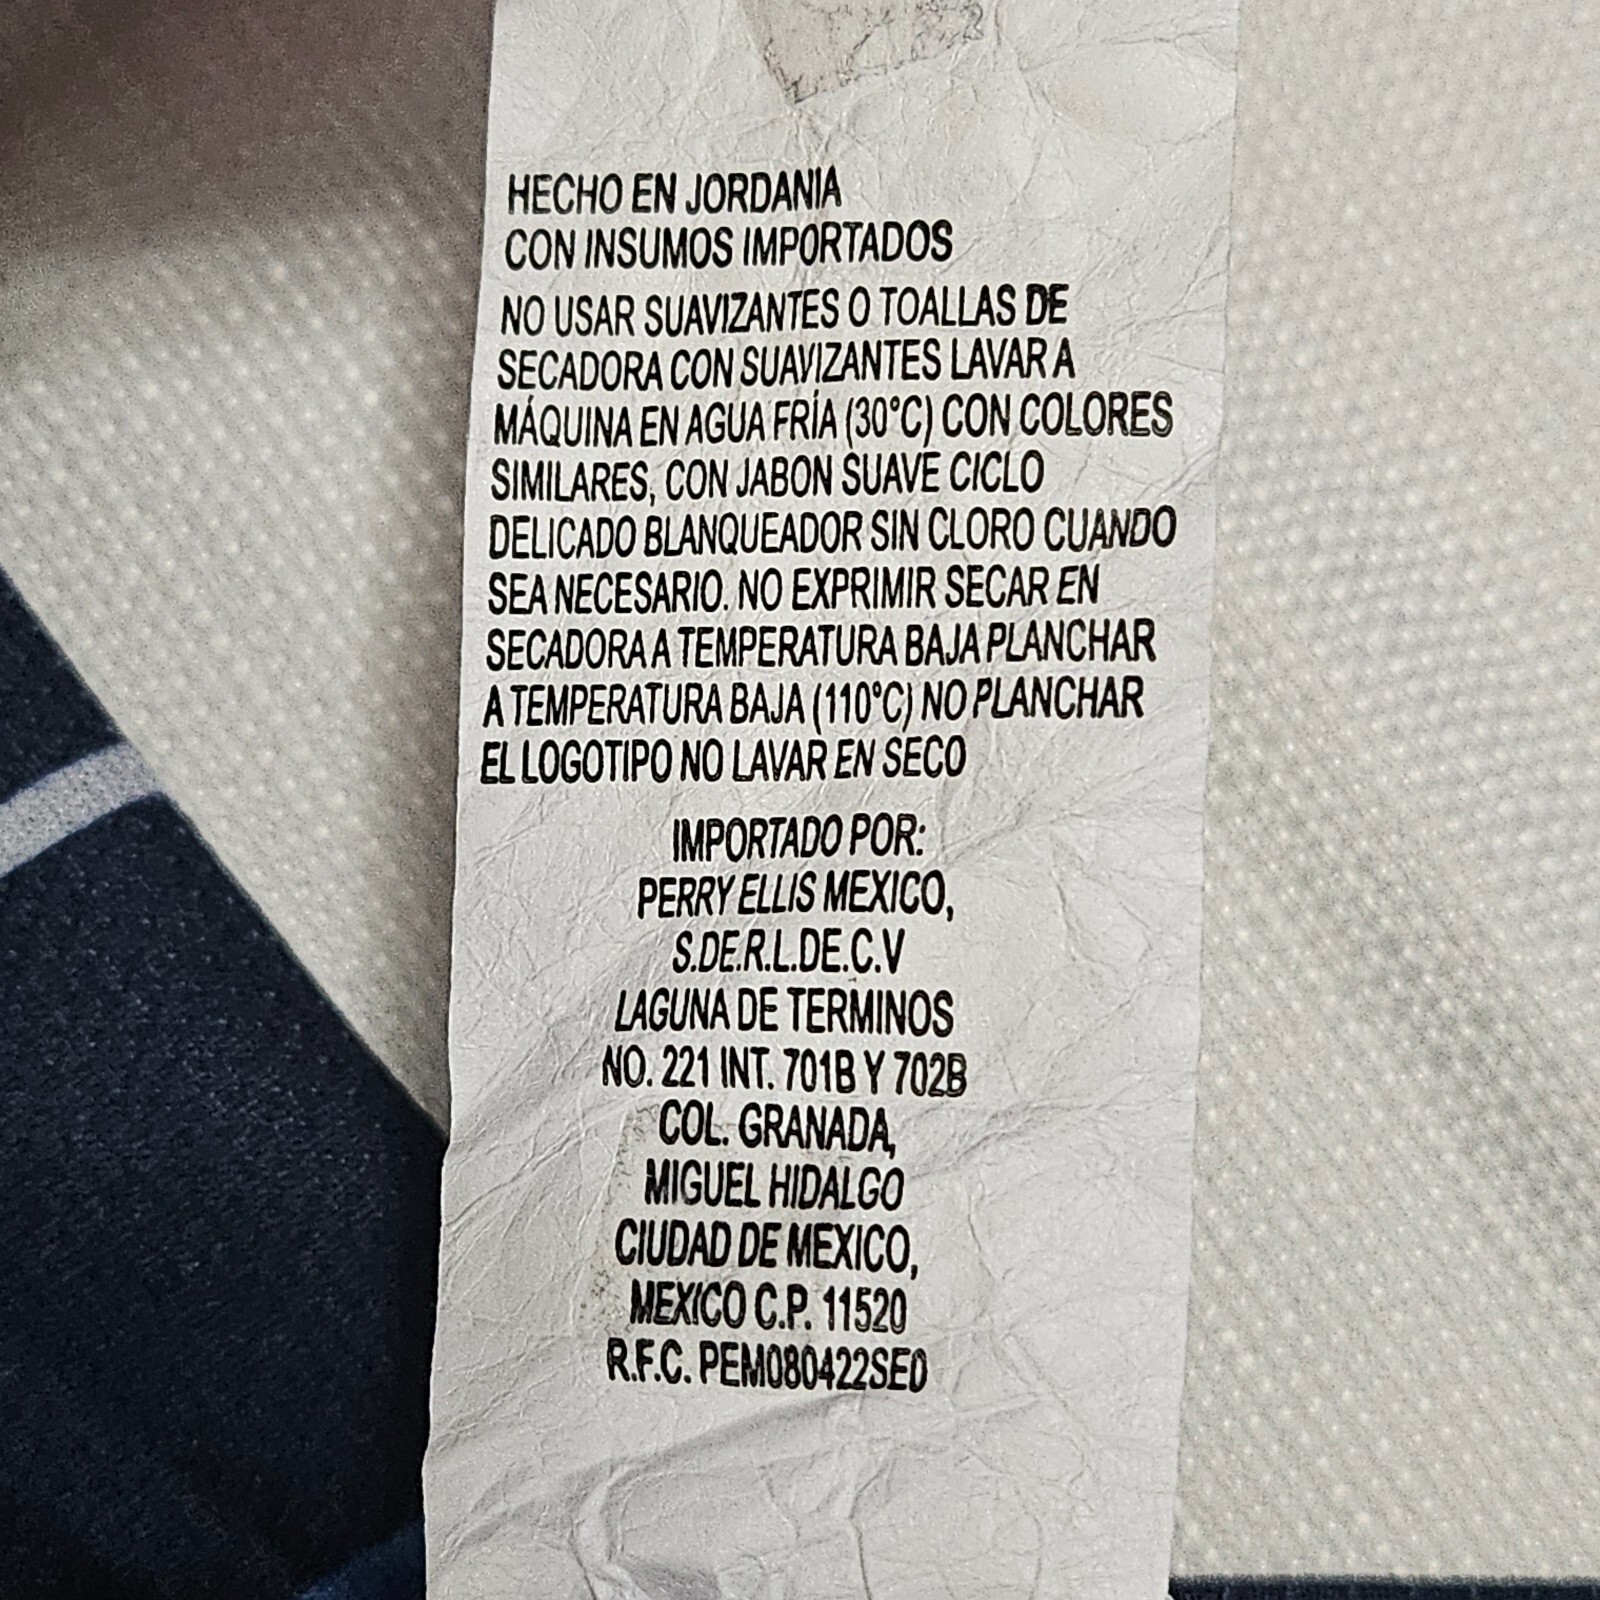 HECHO EN JORDANIA
CON INSUMOS IMPORTADOS
NO USAR SUAVIZANTES O TOALLAS DE
SECADORA CON SUAVIZANTES LAVAR A
MÁQUINA EN AGUA FRÍA (30°C) CON COLORES
SIMILARES, CON JABON SUAVE CICLO
DELICADO BLANQUEADOR SIN CLORO CUANDO
SEA NECESARIO. NO EXPRIMIR SECAR EN
SECADORA A TEMPERATURA BAJA PLANCHAR
A TEMPERATURA BAJA (110°C) NO PLANCHAR
EL LOGOTIPO NO LAVAR EN SECO
IMPORTADO POR:
PERRY ELLIS MEXICO,
S.DE.R.L.DE.C.V
LAGUNA DE TERMINOS
NO. 221 INT. 701B Y 702B
COL. GRANADA,
MIGUEL HIDALGO
CIUDAD DE MEXICO,
MEXICO C.P. 11520
R.F.C. PEM080422SE0